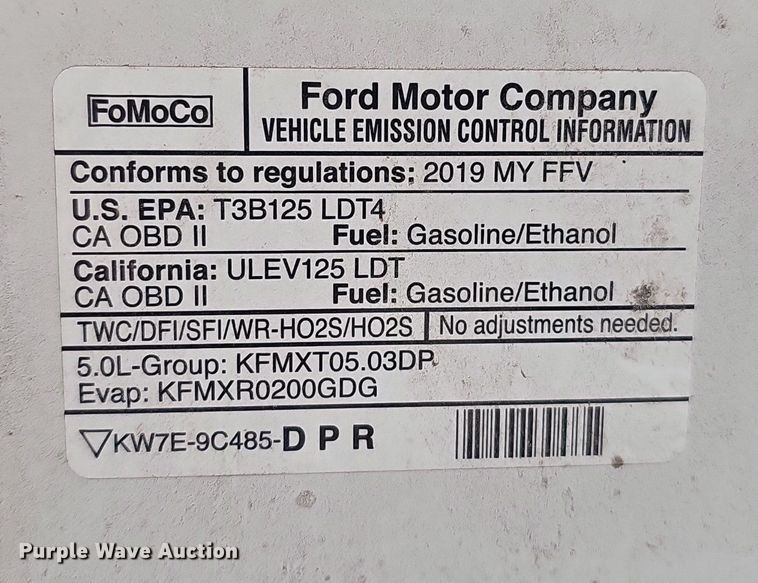 FoMoCo
Ford Motor Company
VEHICLE EMISSION CONTROL INFORMATION
Conforms to regulations: 2019 MY FFV
U.S. EPA: T3B125 LDT4
CA OBD II Fuel: Gasoline/Ethanol
California: ULEV125 LDT
CA OBD II Fuel: Gasoline/Ethanol
TWC/DFI/SFI/WR-HO2S/HO2S No adjustments needed.
5.0L-Group: KFMXT05.03DP
Evap: KFMXR0200GDG
KW7E-9C485-D P R
Purple Wave Auction